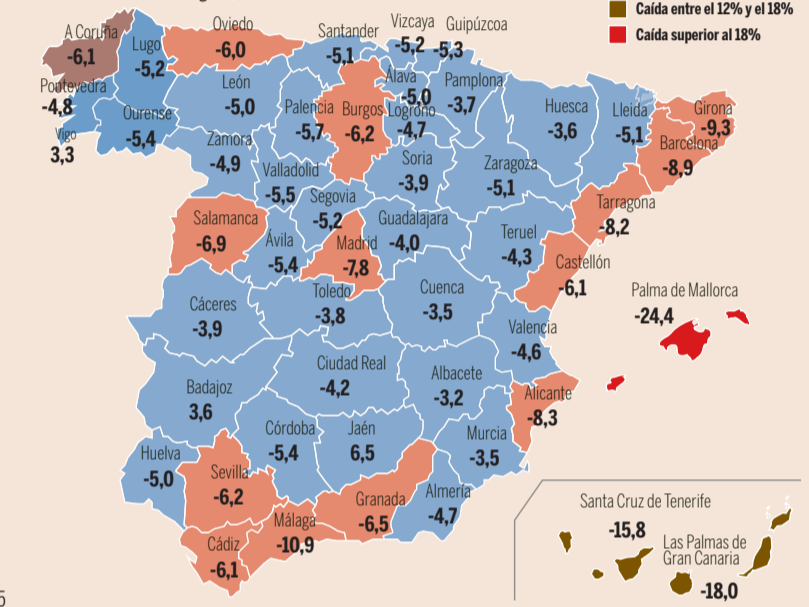 Caída entre el 12% y el 18%
Caída superior al 18%
A Coruña
-6,1
Lugo
-5,2
Oviedo
-6,0
Santander
-5,1
Vizcaya
-5,2
Guipúzcoa
-5,3
Pontevedra
-4,8
Vigo
3,3
Ourense
-5,4
León
-5,0
Zamora
-4,9
Palencia
-5,7
Burgos
-6,2
Álava
-5,0
Logroño
-4,7
Pamplona
-3,7
Huesca
-3,6
Lleida
-5,1
Girona
-9,3
Barcelona
-8,9
Valladolid
-5,5
Soria
-3,9
Zaragoza
-5,1
Tarragona
-8,2
Segovia
-5,2
Salamanca
-6,9
Ávila
-5,4
Madrid
-7,8
Guadalajara
-4,0
Teruel
-4,3
Castellón
-6,1
Palma de Mallorca
-24,4
Cáceres
-3,9
Toledo
-3,8
Cuenca
-3,5
Valencia
-4,6
Badajoz
3,6
Ciudad Real
-4,2
Albacete
-3,2
Alicante
-8,3
Huelva
-5,0
Sevilla
-6,2
Córdoba
-5,4
Jaén
6,5
Murcia
-3,5
Granada
-6,5
Almería
-4,7
Málaga
-10,9
Cádiz
-6,1
Santa Cruz de Tenerife
-15,8
Las Palmas de
Gran Canaria
-18,0
5